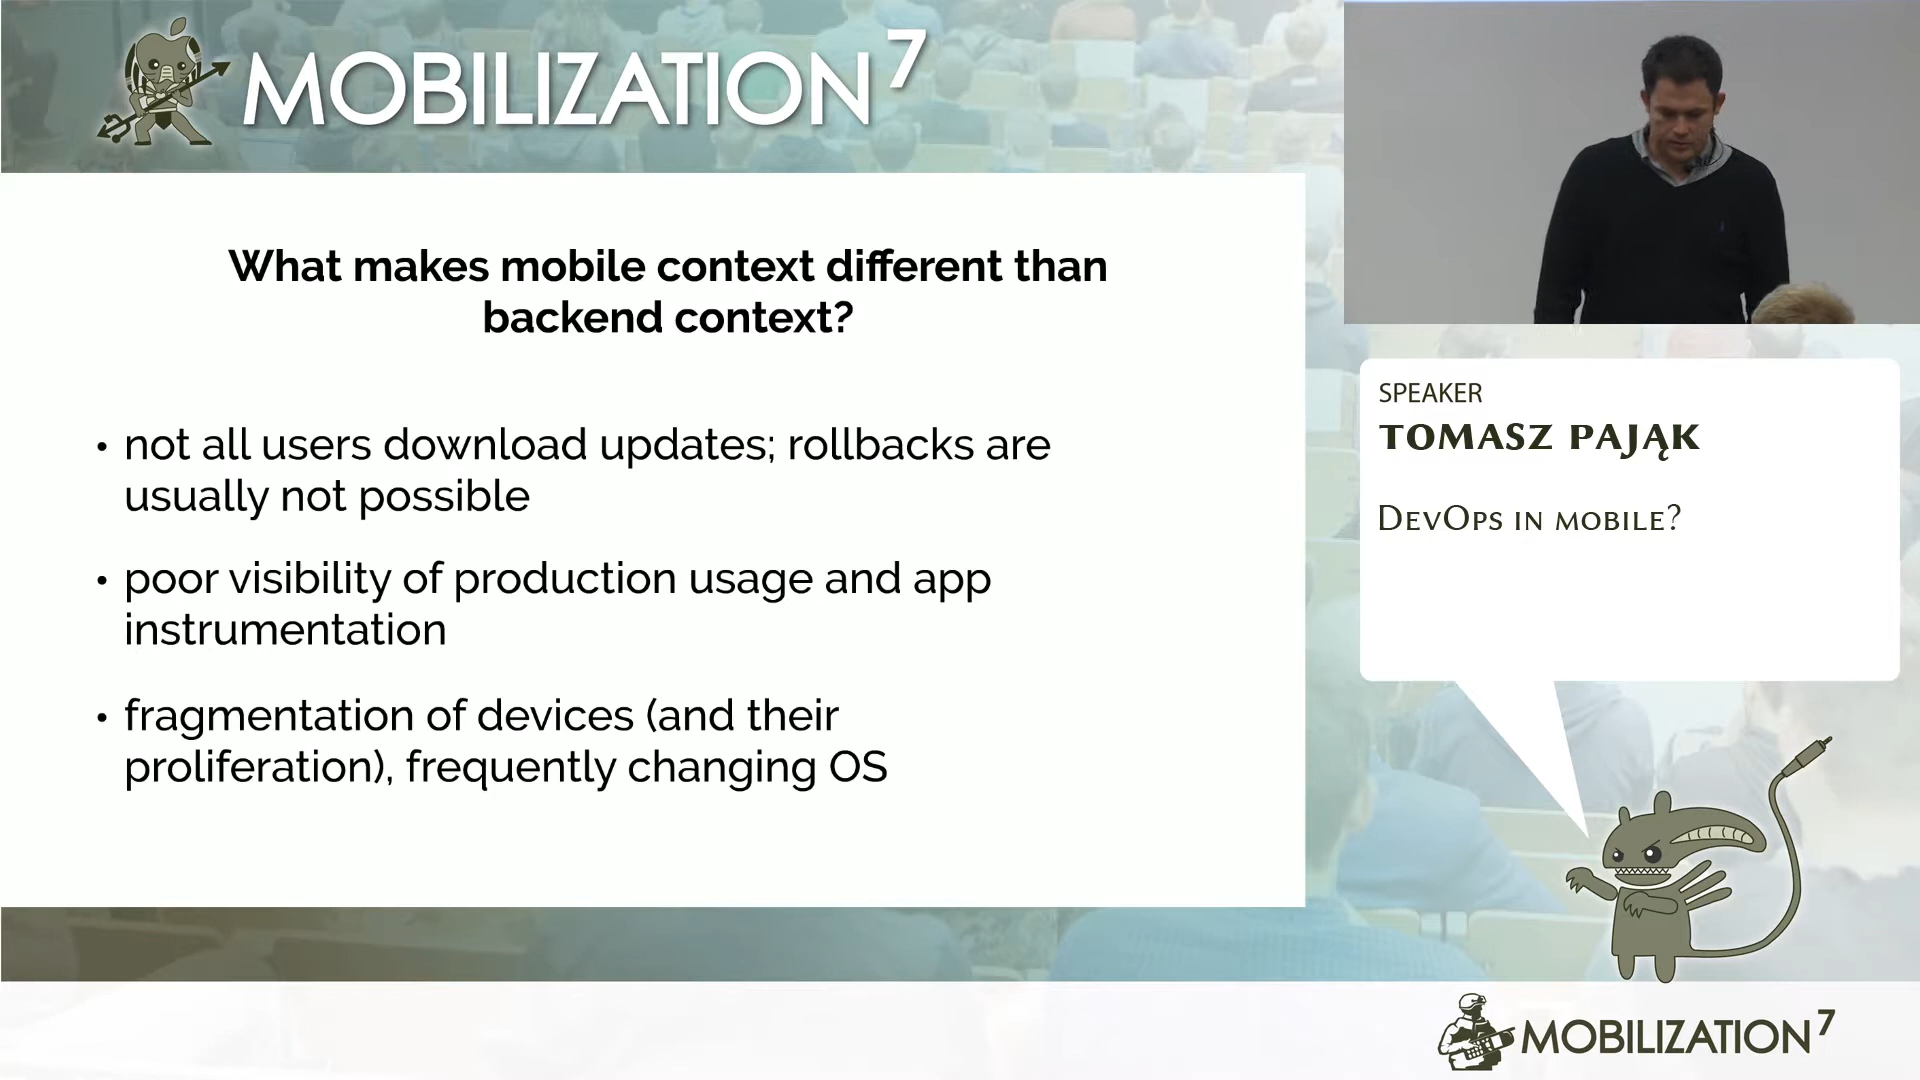 MOBILIZATION 7
What makes mobile context different than
backend context?
• not all users download updates; rollbacks are
usually not possible
• poor visibility of production usage and app
instrumentation
• fragmentation of devices (and their
proliferation), frequently changing OS
SPEAKER
TOMASZ PAJĄK
DEVOPS IN MOBILE?
MOBILIZATION 7